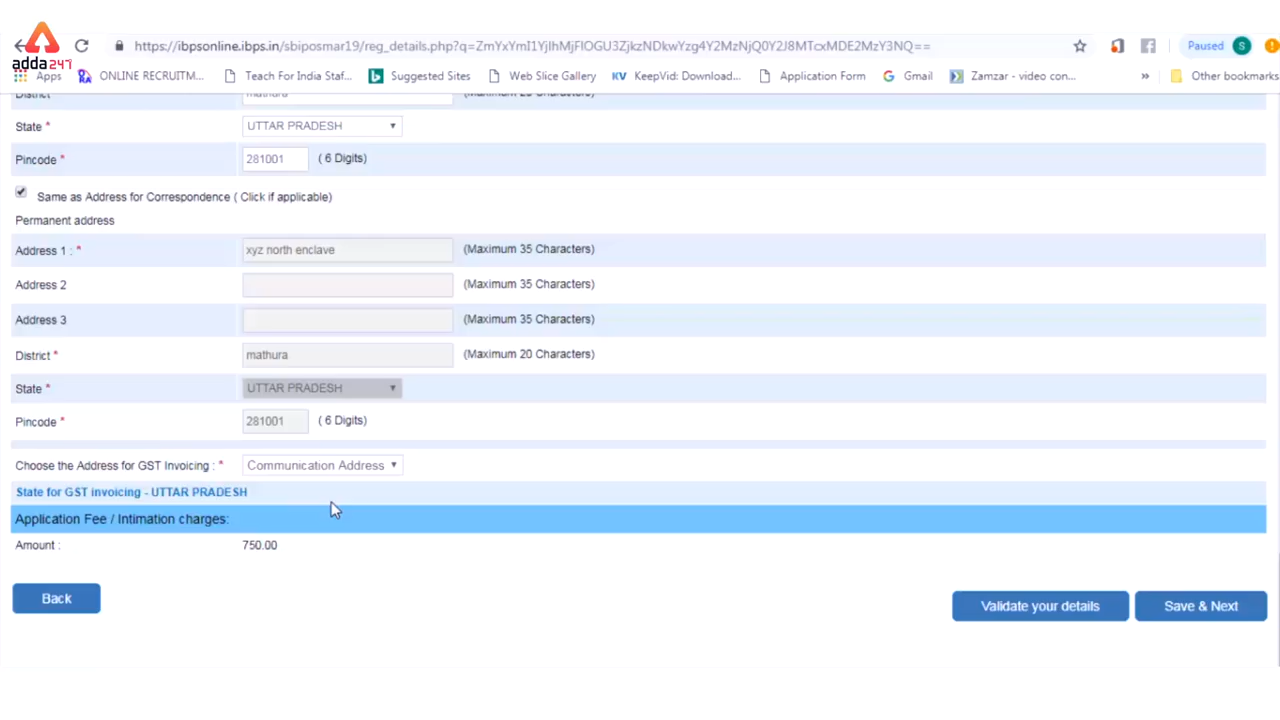 adda247
https://ibpsonline.ibps.in/sbiposmar19/reg_details.php?q=ZmYxYmI1YjlhMjFlOGU3ZjkzNDkwYzg4Y2MzNjQ0Y2J8MTcxMDE2MzY3NQ==
Paused S
Apps ONLINE RECRUITM... Teach For India Staf... Suggested Sites Web Slice Gallery KV KeepVid: Download... Application Form Gmail Zamzar - video con... » Other bookmarks
District mathura
State * UTTAR PRADESH
Pincode * 281001 ( 6 Digits)
Same as Address for Correspondence ( Click if applicable)
Permanent address
Address 1 : * xyz north enclave (Maximum 35 Characters)
Address 2 (Maximum 35 Characters)
Address 3 (Maximum 35 Characters)
District * mathura (Maximum 20 Characters)
State * UTTAR PRADESH
Pincode * 281001 ( 6 Digits)
Choose the Address for GST Invoicing : * Communication Address
State for GST invoicing - UTTAR PRADESH
Application Fee / Intimation charges:
Amount : 750.00
Back
Validate your details Save & Next